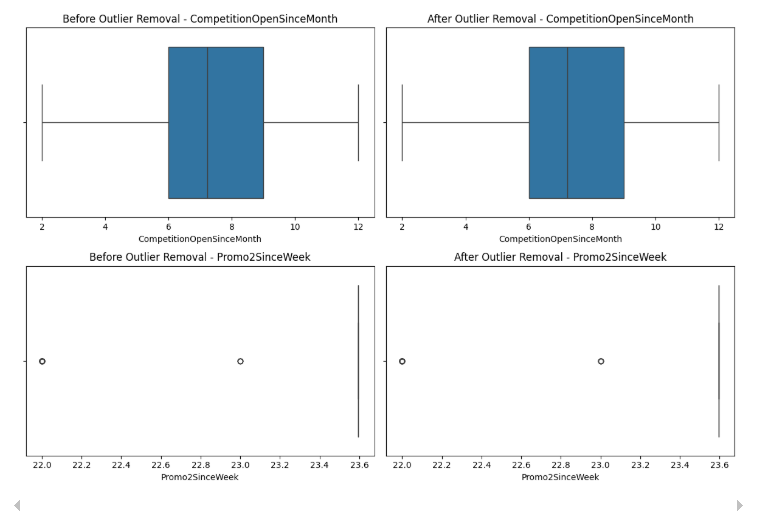 Before Outlier Removal - CompetitionOpenSinceMonth
After Outlier Removal - CompetitionOpenSinceMonth
2 4 6 8 10 12
2 4 6 8 10 12
CompetitionOpenSinceMonth
CompetitionOpenSinceMonth
Before Outlier Removal - Promo2SinceWeek
After Outlier Removal - Promo2SinceWeek
22.0 22.2 22.4 22.6 22.8 23.0 23.2 23.4 23.6
22.0 22.2 22.4 22.6 22.8 23.0 23.2 23.4 23.6
Promo2SinceWeek
Promo2SinceWeek